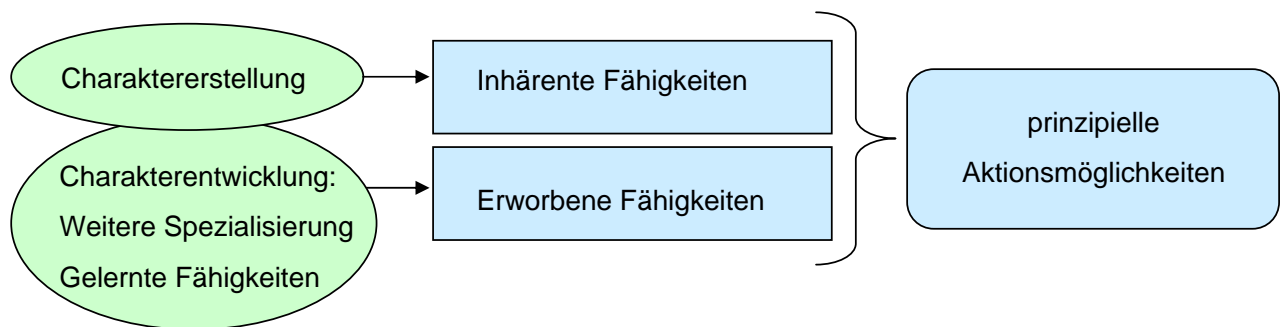 Charaktererstellung
Inhärente Fähigkeiten
Charakterentwicklung:
Weitere Spezialisierung
Gelernte Fähigkeiten
Erworbene Fähigkeiten
prinzipielle
Aktionsmöglichkeiten